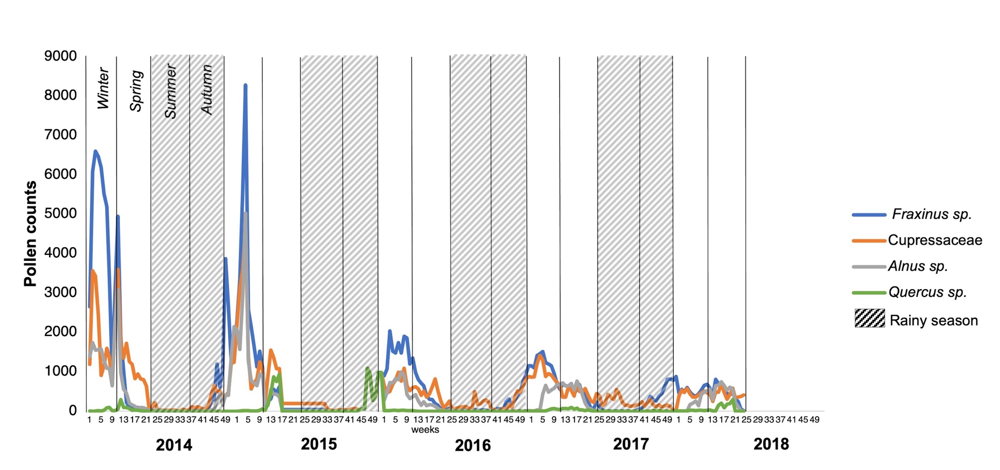 9000
8000
7000
6000
5000
4000
3000
2000
1000
0
Pollen counts
Winter
Spring
Summer
Autumn
Fraxinus sp.
Cupressaceae
Alnus sp.
Quercus sp.
Rainy season
1 5 9 13 17 21 25 29 33 37 41 45 49 1 5 9 13 17 21 25 29 33 37 41 45 49 1 5 9 13 17 21 25 29 33 37 41 45 49 1 5 9 13 17 21 25 29 33 37 41 45 49 1 5 9 13 17 21 25 29 33 37 41 45 49
weeks
2014 2015 2016 2017 2018